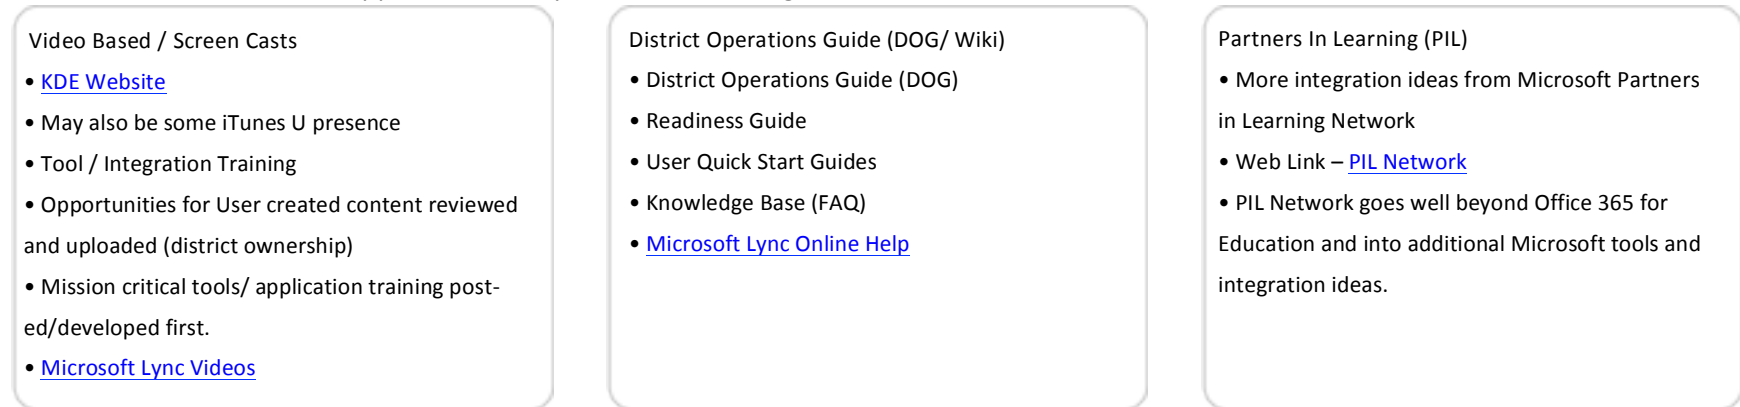 Video Based / Screen Casts
• KDE Website
• May also be some iTunes U presence
• Tool / Integration Training
• Opportunities for User created content reviewed
and uploaded (district ownership)
• Mission critical tools/ application training post-
ed/developed first.
• Microsoft Lync Videos
District Operations Guide (DOG/ Wiki)
• District Operations Guide (DOG)
• Readiness Guide
• User Quick Start Guides
• Knowledge Base (FAQ)
• Microsoft Lync Online Help
Partners In Learning (PIL)
• More integration ideas from Microsoft Partners
in Learning Network
• Web Link – PIL Network
• PIL Network goes well beyond Office 365 for
Education and into additional Microsoft tools and
integration ideas.